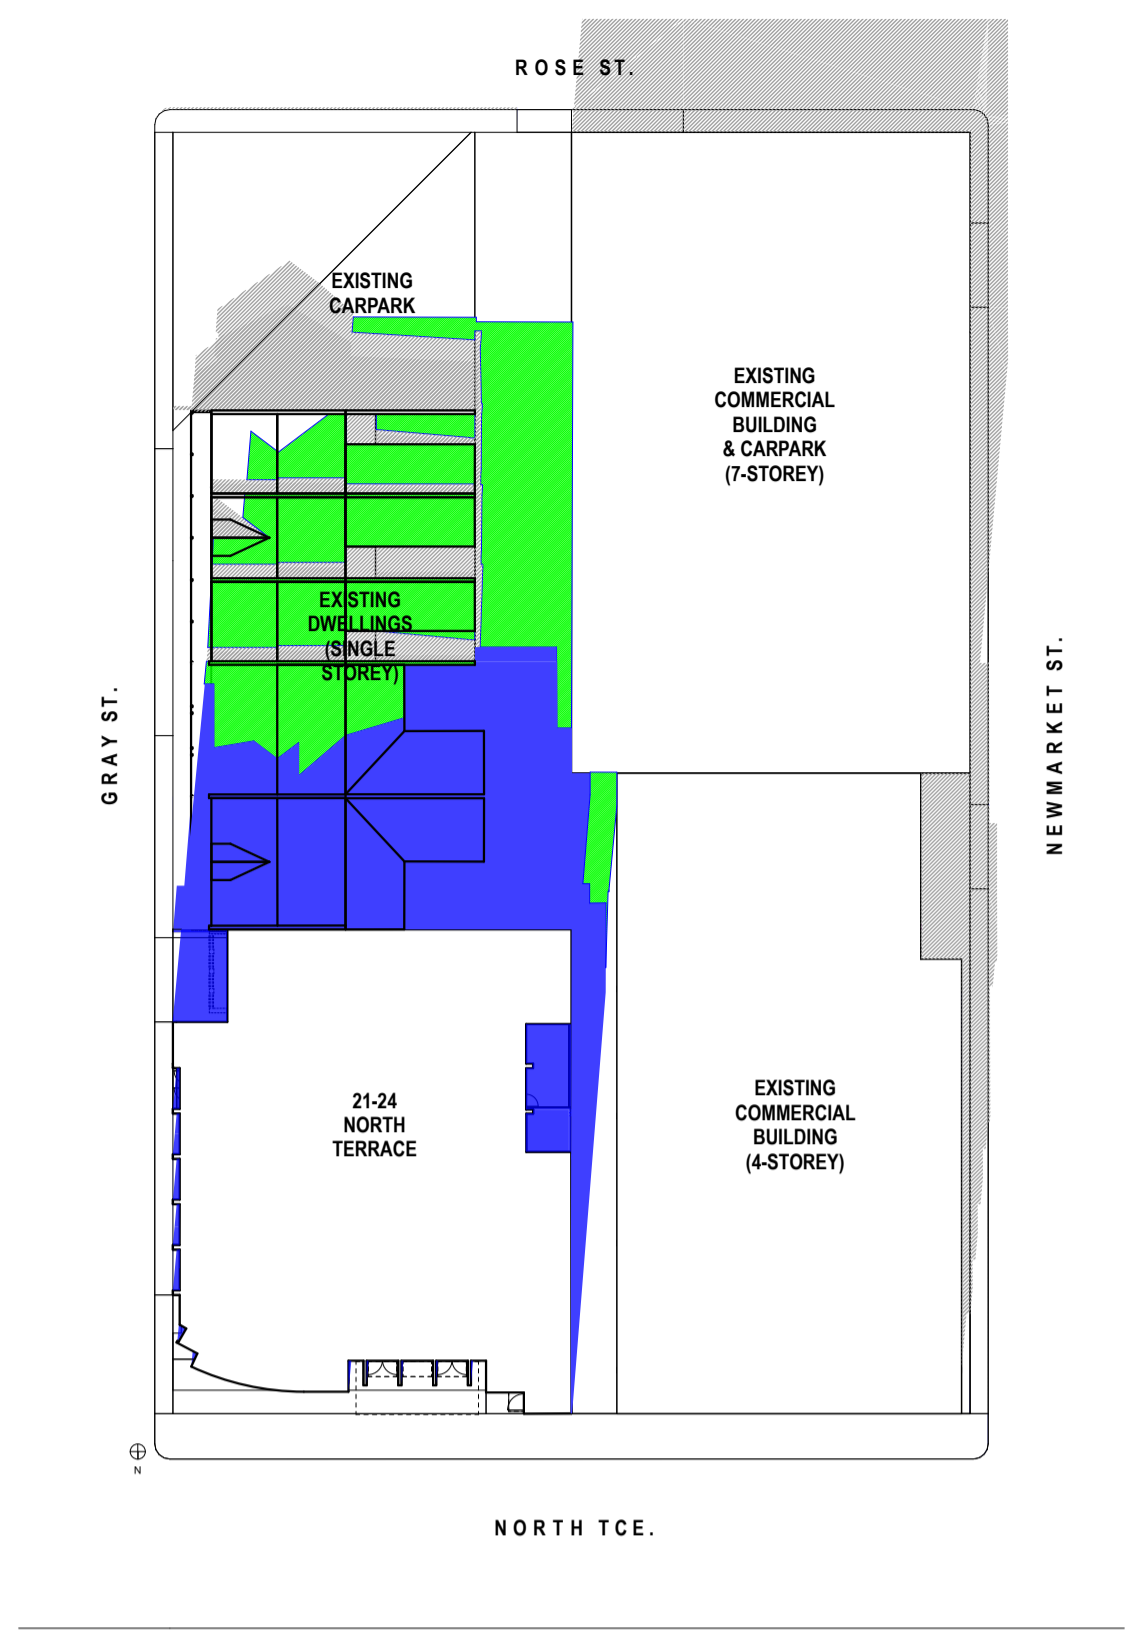 ROSE ST.
EXISTING
CARPARK
EXISTING
COMMERCIAL
BUILDING
& CARPARK
(7-STOREY)
EXISTING
DWELLINGS
(SINGLE
STOREY)
GRAY ST.
NEWMARKET ST.
21-24
NORTH
TERRACE
EXISTING
COMMERCIAL
BUILDING
(4-STOREY)
N
NORTH TCE.